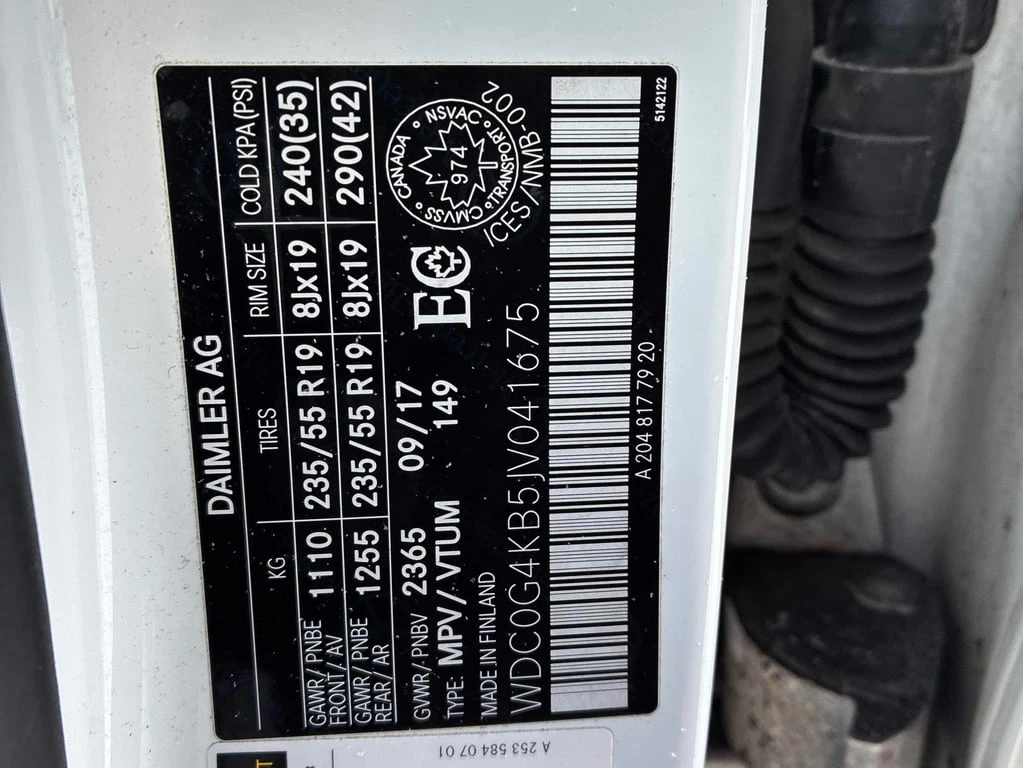 DAIMLER AG
KG TIRES RIM SIZE COLD KPA(PSI)
GAWR/PNBE FRONT/AV 1110 235/55 R19 8Jx19 240(35)
GAWR/PNBE REAR/AR 1255 235/55 R19 8Jx19 290(42)
GVWR/PNBV 2365 09/17
TYPE: MPV/VTUM 149
MADE IN FINLAND
EC
CANADA • NSVAC • TRANSPORT • CMVSS •
974
ICES/NMB-002
WDC0G4KB5JV041675
A 204 817 79 20
5142122
A 253 584 07 01